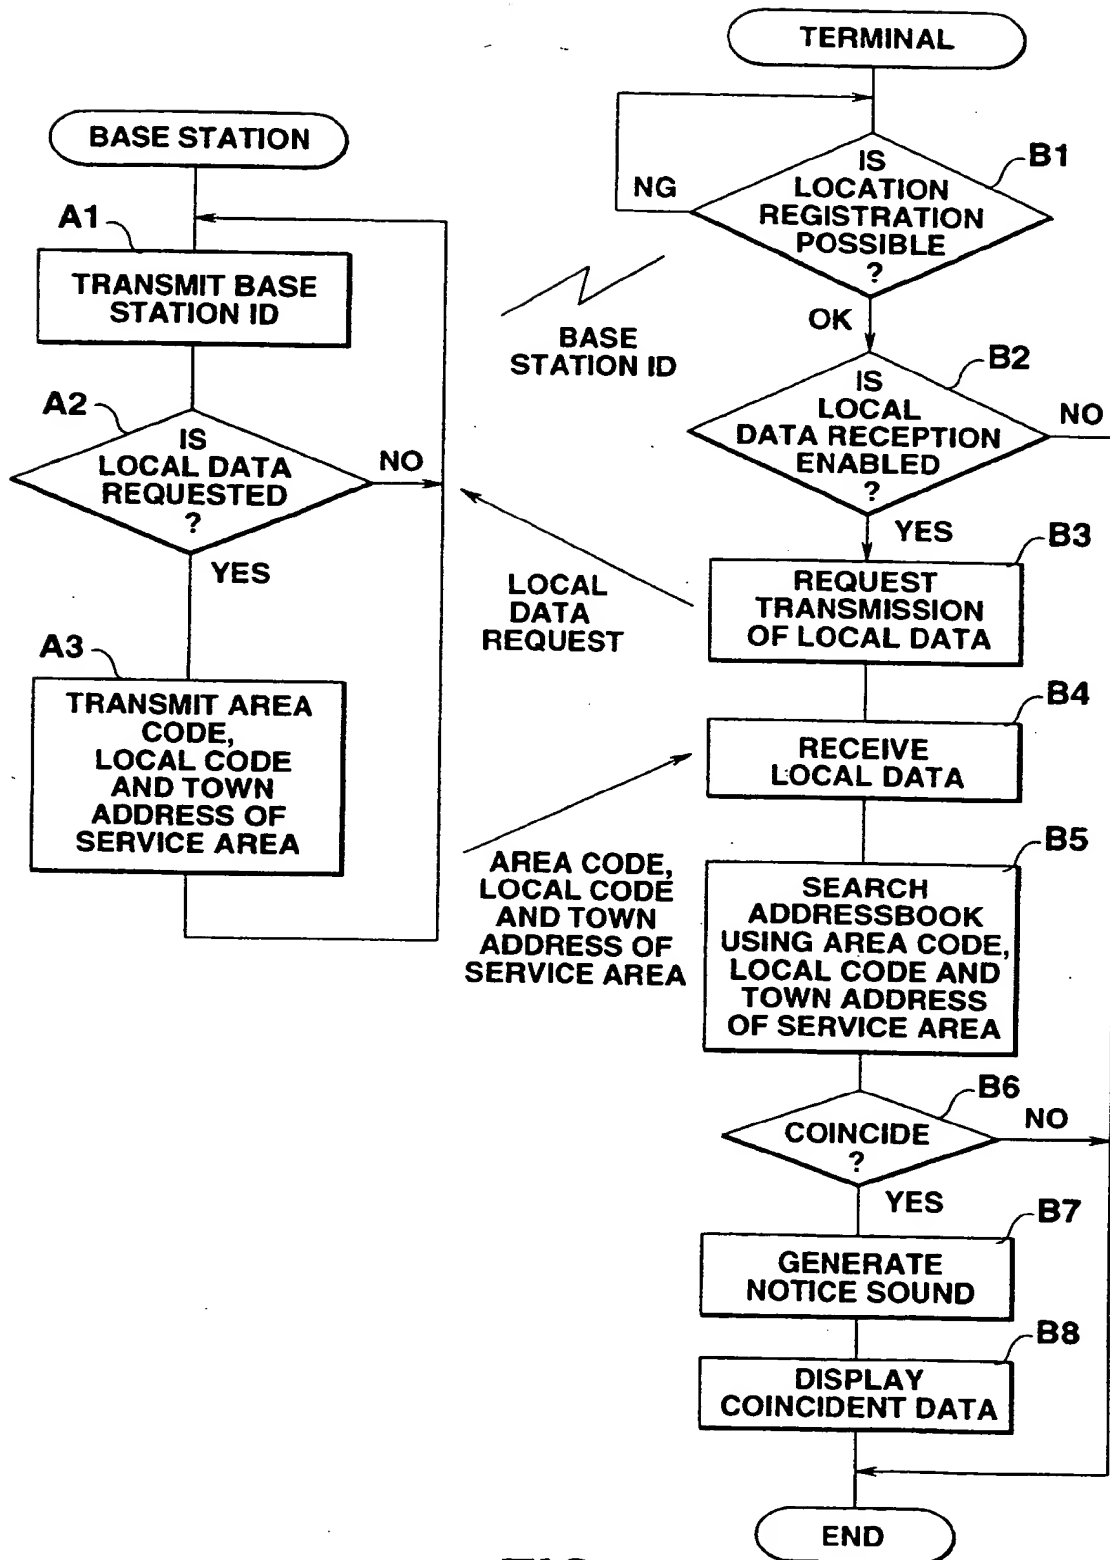 BASE STATION
A1
TRANSMIT BASE
STATION ID
A2
IS
LOCAL DATA
REQUESTED
?
NO
YES
A3
TRANSMIT AREA
CODE,
LOCAL CODE
AND TOWN
ADDRESS OF
SERVICE AREA
BASE
STATION ID
LOCAL
DATA
REQUEST
AREA CODE,
LOCAL CODE
AND TOWN
ADDRESS OF
SERVICE AREA
TERMINAL
B1
IS
LOCATION
REGISTRATION
POSSIBLE
?
NG
OK
B2
IS
LOCAL
DATA RECEPTION
ENABLED
?
NO
YES
B3
REQUEST
TRANSMISSION
OF LOCAL DATA
B4
RECEIVE
LOCAL DATA
B5
SEARCH
ADDRESSBOOK
USING AREA CODE,
LOCAL CODE AND
TOWN ADDRESS
OF SERVICE AREA
B6
COINCIDE
?
NO
YES
B7
GENERATE
NOTICE SOUND
B8
DISPLAY
COINCIDENT DATA
END